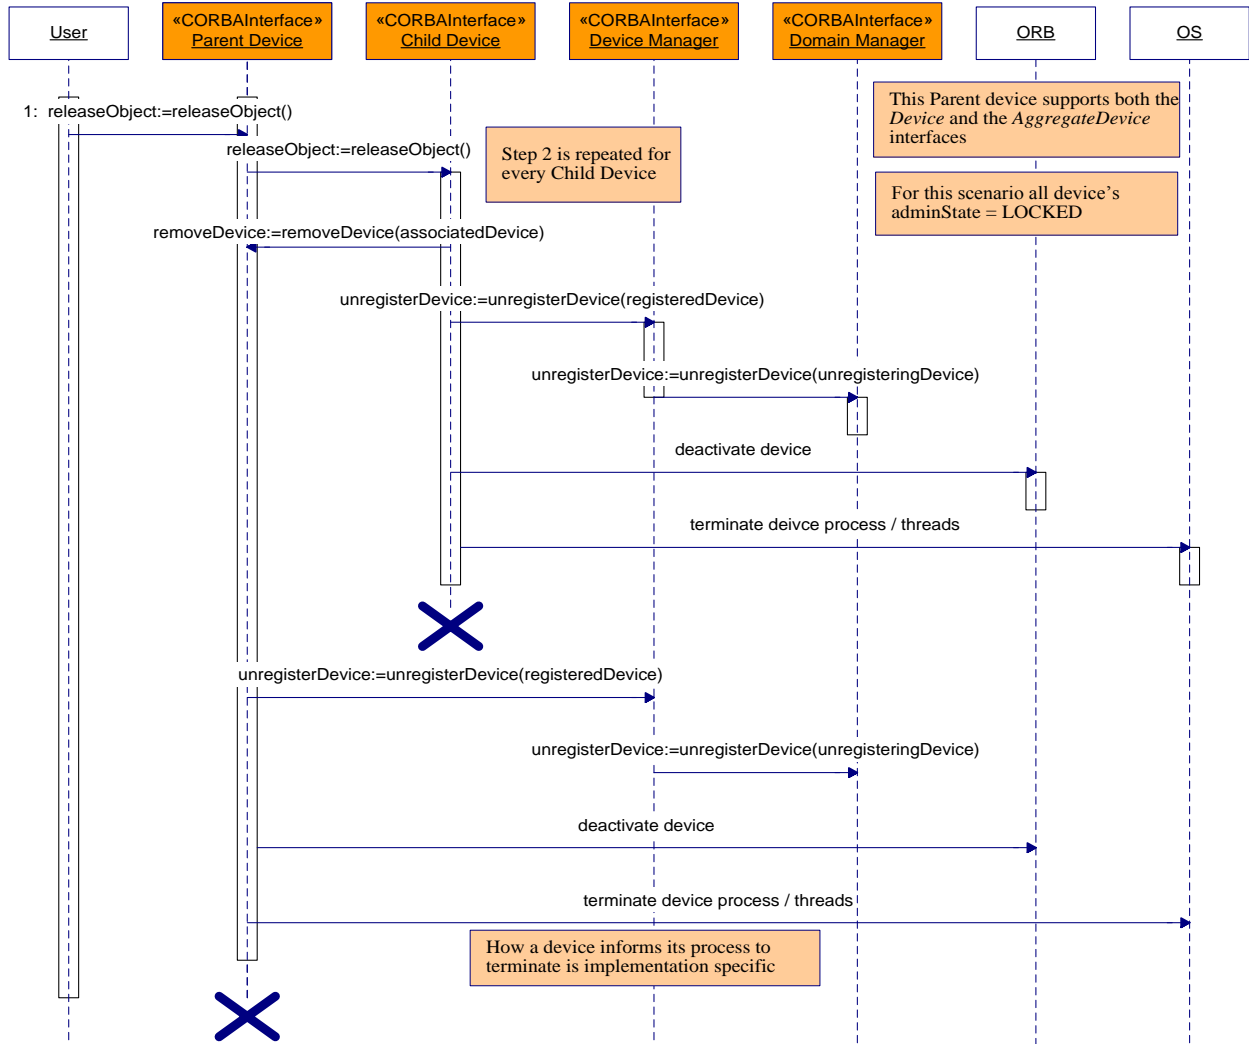 User
«CORBAInterface»
Parent Device
«CORBAInterface»
Child Device
«CORBAInterface»
Device Manager
«CORBAInterface»
Domain Manager
ORB
OS
This Parent device supports both the
Device and the AggregateDevice
interfaces
1: releaseObject:=releaseObject()
releaseObject:=releaseObject()
Step 2 is repeated for
every Child Device
For this scenario all device's
adminState = LOCKED
removeDevice:=removeDevice(associatedDevice)
unregisterDevice:=unregisterDevice(registeredDevice)
unregisterDevice:=unregisterDevice(unregisteringDevice)
deactivate device
terminate deivce process / threads
unregisterDevice:=unregisterDevice(registeredDevice)
unregisterDevice:=unregisterDevice(unregisteringDevice)
deactivate device
terminate device process / threads
How a device informs its process to
terminate is implementation specific